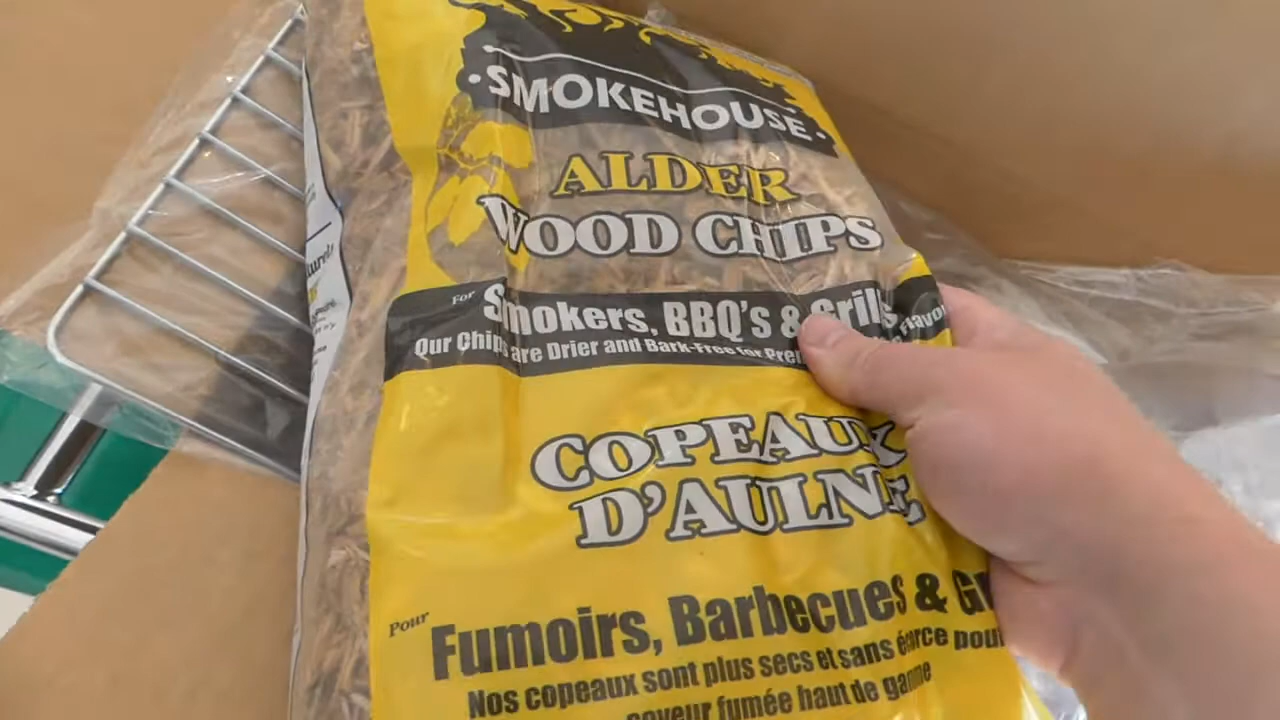 SMOKEHOUSE
ALDER
WOOD CHIPS
For Smokers, BBQ's & Grills
Our Chips are Drier and Bark-Free for Flavor
COPEAUX
D'AULNE
Pour Fumoirs, Barbecues &
Nos copeaux sont plus secs et sans écorce pour
saveur fumée haut de gamme